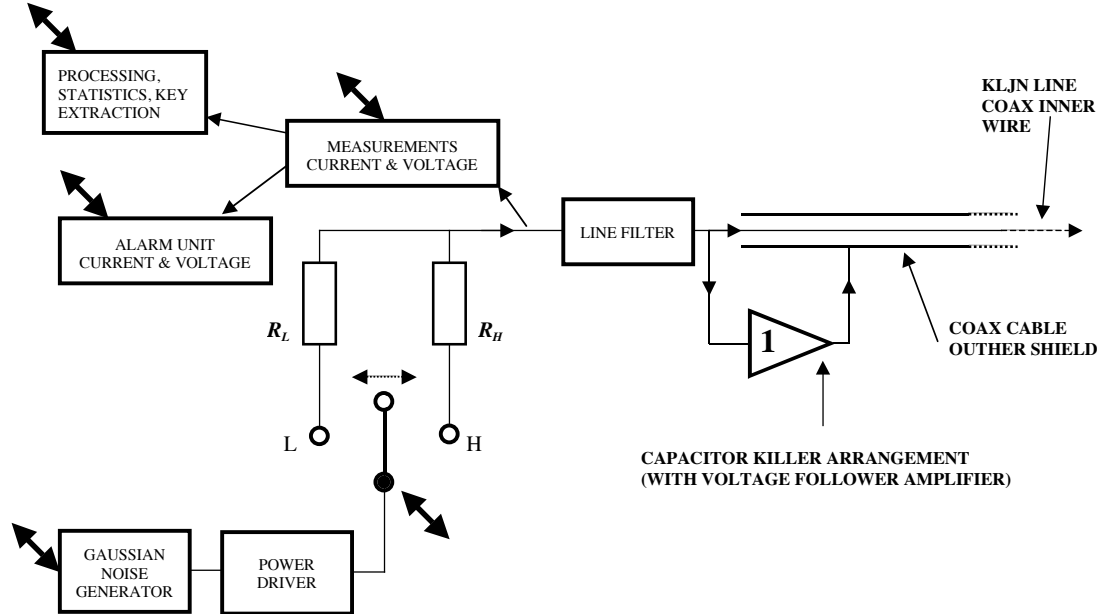 PROCESSING,
STATISTICS, KEY
EXTRACTION
MEASUREMENTS
CURRENT & VOLTAGE
ALARM UNIT
CURRENT & VOLTAGE
LINE FILTER
KLJN LINE
COAX INNER
WIRE
R_L
R_H
1
COAX CABLE
OUTHER SHIELD
L
H
CAPACITOR KILLER ARRANGEMENT
(WITH VOLTAGE FOLLOWER AMPLIFIER)
GAUSSIAN
NOISE
GENERATOR
POWER
DRIVER